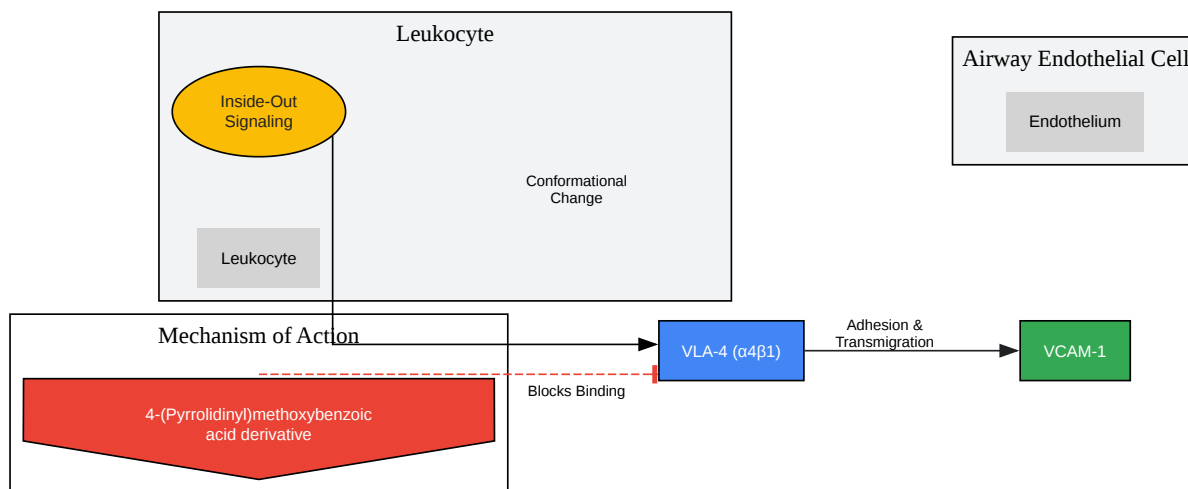 Leukocyte
Airway Endothelial Cell
Inside-Out
Signaling
Endothelium
Conformational
Change
Leukocyte
Mechanism of Action
Adhesion &
Transmigration
VLA-4 (α4β1)
VCAM-1
Blocks Binding
4-(Pyrrolidinyl)methoxybenzoic
acid derivative